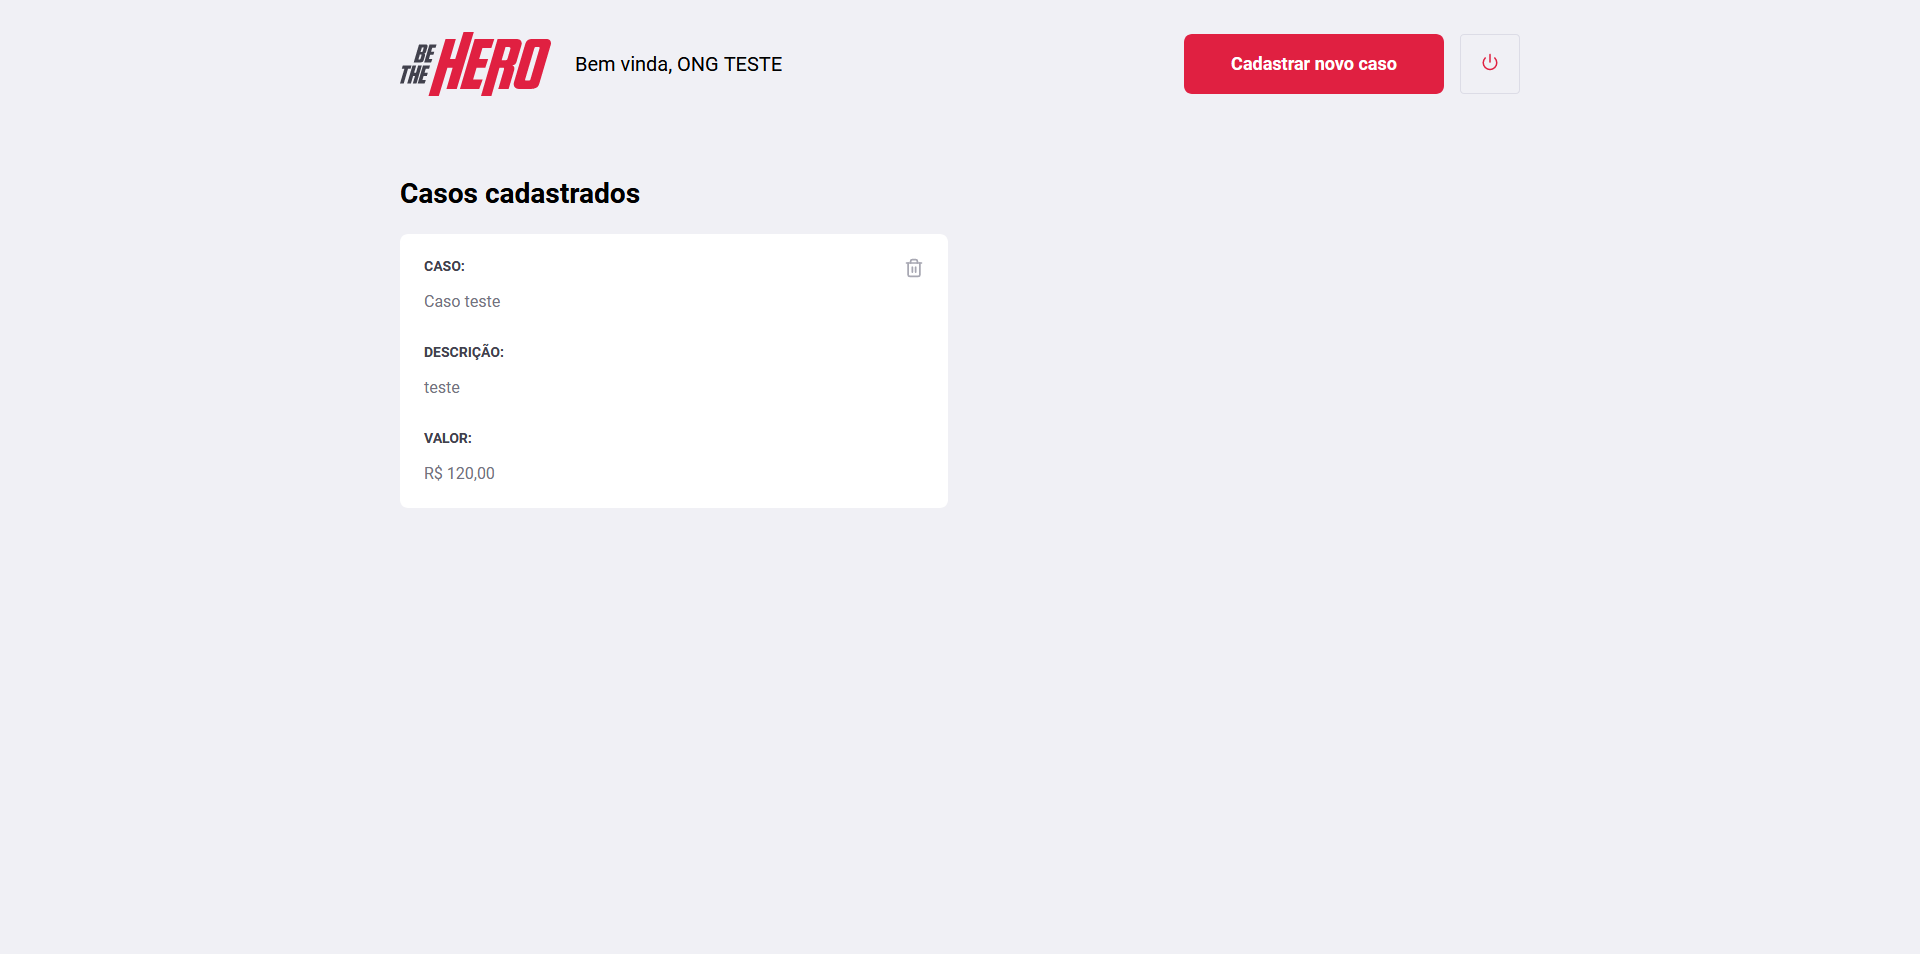 BE
THE
HERO
Bem vinda, ONG TESTE
Cadastrar novo caso
Casos cadastrados
CASO:
Caso teste
DESCRIÇÃO:
teste
VALOR:
R$ 120,00